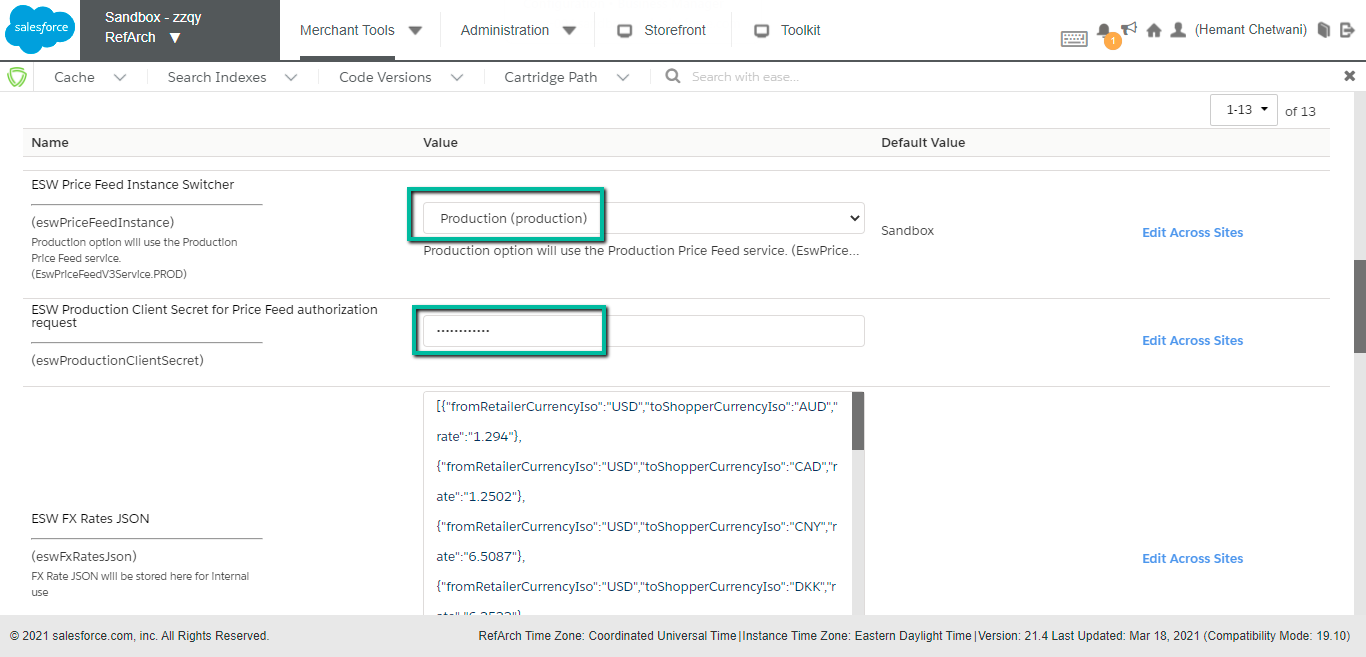 salesforce
Sandbox - zzqy
RefArch ▼
Merchant Tools
Administration
Storefront
Toolkit
1
(Hemant Chetwani)
Cache
Search Indexes
Code Versions
Cartridge Path
Search with ease...
1-13
of 13
Name
Value
Default Value
ESW Price Feed Instance Switcher
(eswPriceFeedInstance)
Production option will use the Production
Price Feed service.
(EswPriceFeedV3Service.PROD)
Production (production)
Production option will use the Production Price Feed service. (EswPrice...
Sandbox
Edit Across Sites
ESW Production Client Secret for Price Feed authorization
request
(eswProductionClientSecret)
............
Edit Across Sites
ESW FX Rates JSON
(eswFxRatesJson)
FX Rate JSON will be stored here for internal
use
[{"fromRetailerCurrencyIso":"USD","toShopperCurrencyIso":"AUD","
rate":"1.294"},
{"fromRetailerCurrencyIso":"USD","toShopperCurrencyIso":"CAD","r
ate":"1.2502"},
{"fromRetailerCurrencyIso":"USD","toShopperCurrencyIso":"CNY","r
ate":"6.5087"},
{"fromRetailerCurrencyIso":"USD","toShopperCurrencyIso":"DKK","r
Edit Across Sites
© 2021 salesforce.com, inc. All Rights Reserved.
RefArch Time Zone: Coordinated Universal Time|Instance Time Zone: Eastern Daylight Time|Version: 21.4 Last Updated: Mar 18, 2021 (Compatibility Mode: 19.10)